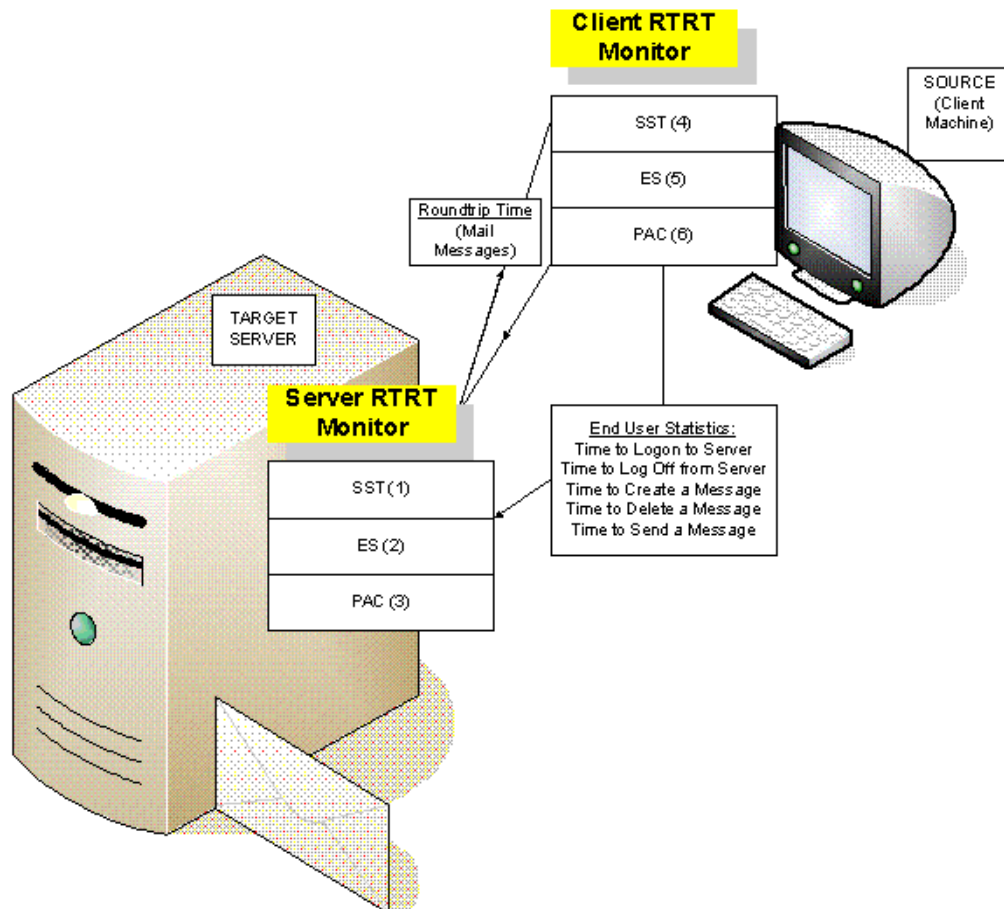 Client RTRT
Monitor
SOURCE
(Client
Machine)
SST (4)
ES (5)
PAC (6)
Roundtrip Time
(Mail
Messages)
TARGET
SERVER
Server RTRT
Monitor
SST (1)
ES (2)
PAC (3)
End User Statistics:
Time to Logon to Server
Time to Log Off from Server
Time to Create a Message
Time to Delete a Message
Time to Send a Message